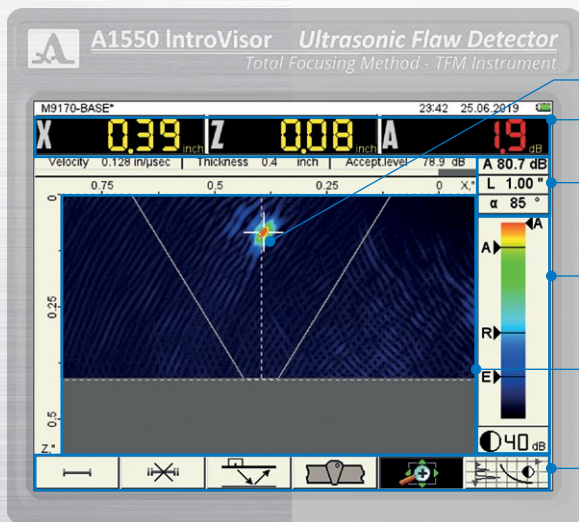 A1550 IntroVisor Ultrasonic Flaw Detector
Total Focusing Method - TFM Instrument
M9170-BASE* 23:42 25.06.2019
X 0.39 inch Z 0.08 inch A 1.9 dB
Velocity 0.128 in/µsec | Thickness 0.4 inch | Accept.level 78.9 dB
A 80.7 dB
L 1.00 "
α 85 °
0.75 0.5 0.25 0 X,"
0
0.25
0.5
Z,"
A
A
R
E
40 dB